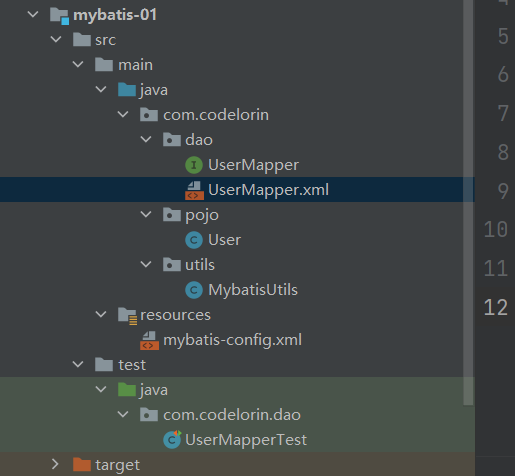 mybatis-01
src
main
java
com.codelorin
dao
UserMapper
UserMapper.xml
pojo
User
utils
MybatisUtils
resources
mybatis-config.xml
test
java
com.codelorin.dao
UserMapperTest
target
5
6
7
8
9
10
11
12